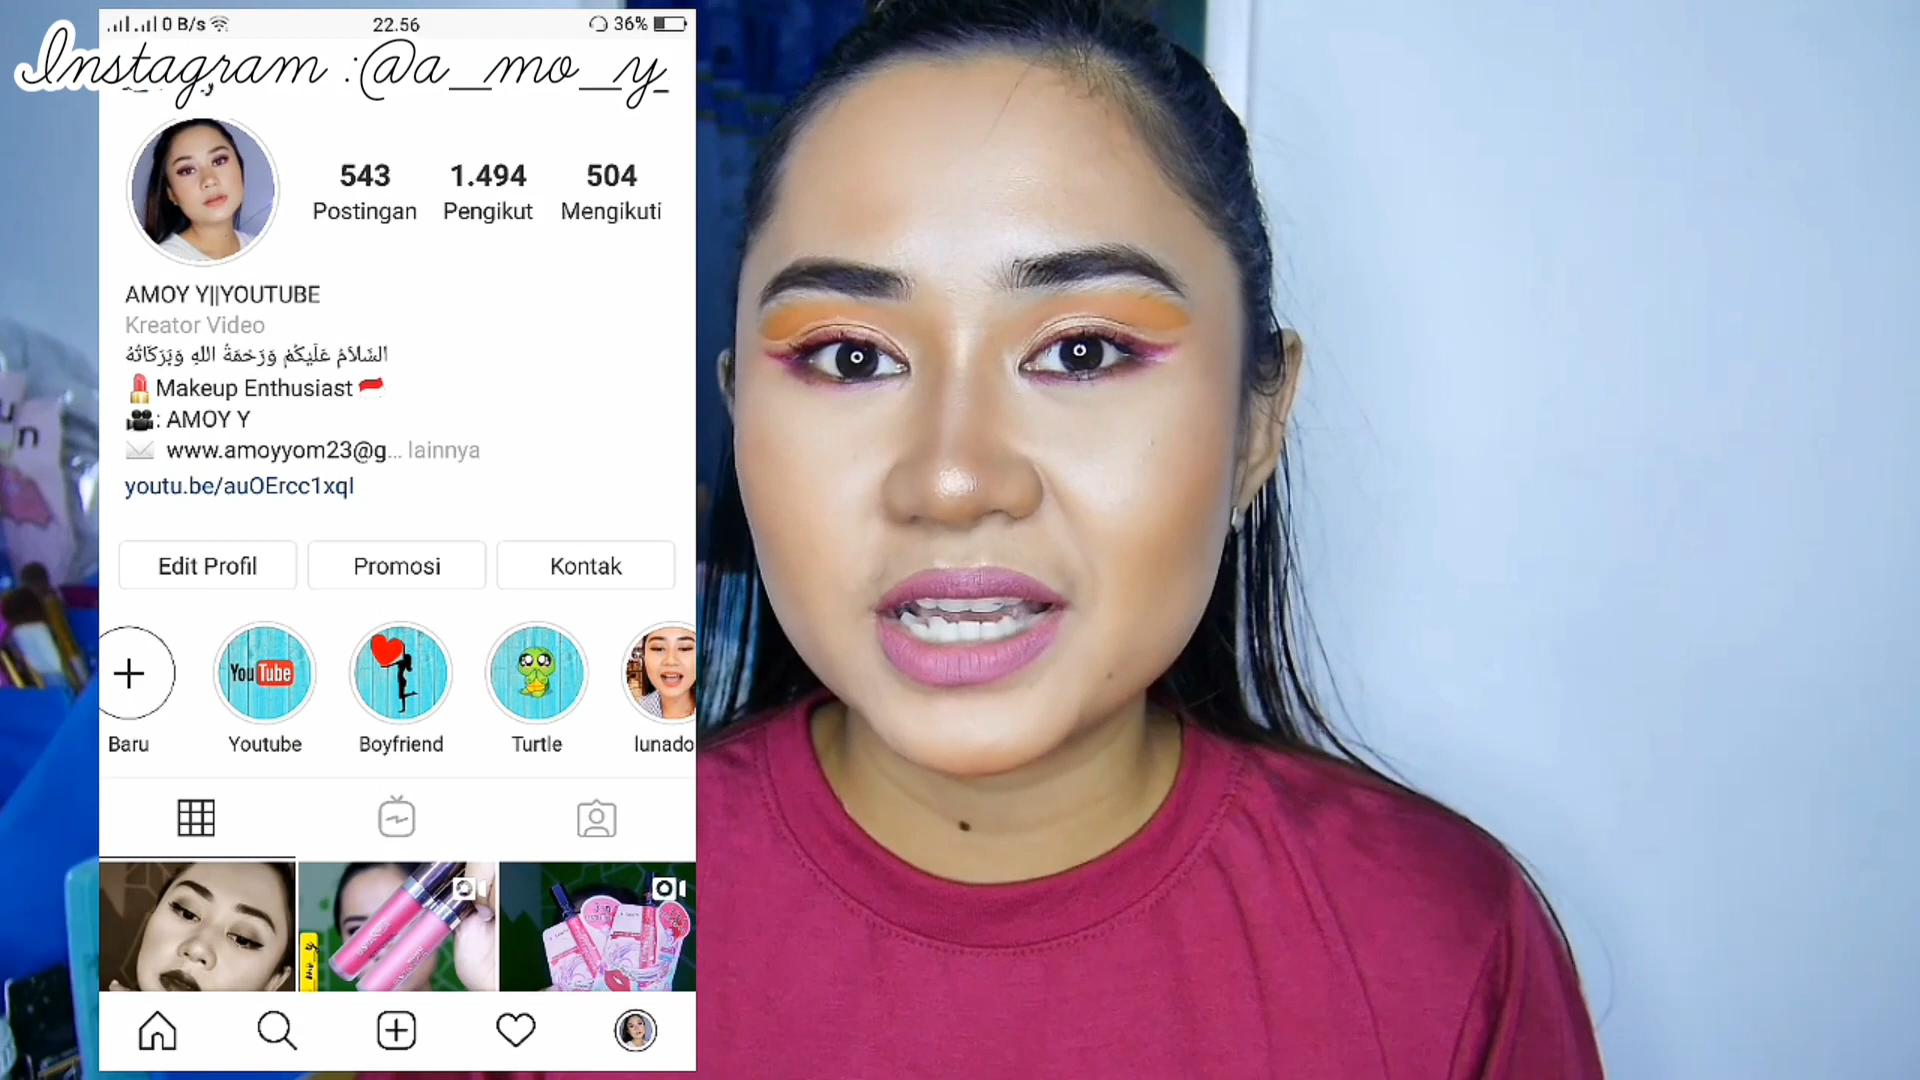 0 B/s 22.56 36%
Instagram :@a_mo_y_
543 1.494 504
Postingan Pengikut Mengikuti
AMOY Y||YOUTUBE
Kreator Video
السَّلاَمُ عَلَيْكُمْ وَرَحْمَةُ اللهِ وَبَرَكَاتُهُ
Makeup Enthusiast
: AMOY Y
www.amoyyom23@g... lainnya
youtu.be/auOErcc1xqI
Edit Profil Promosi Kontak
You Tube
Baru Youtube Boyfriend Turtle lunado